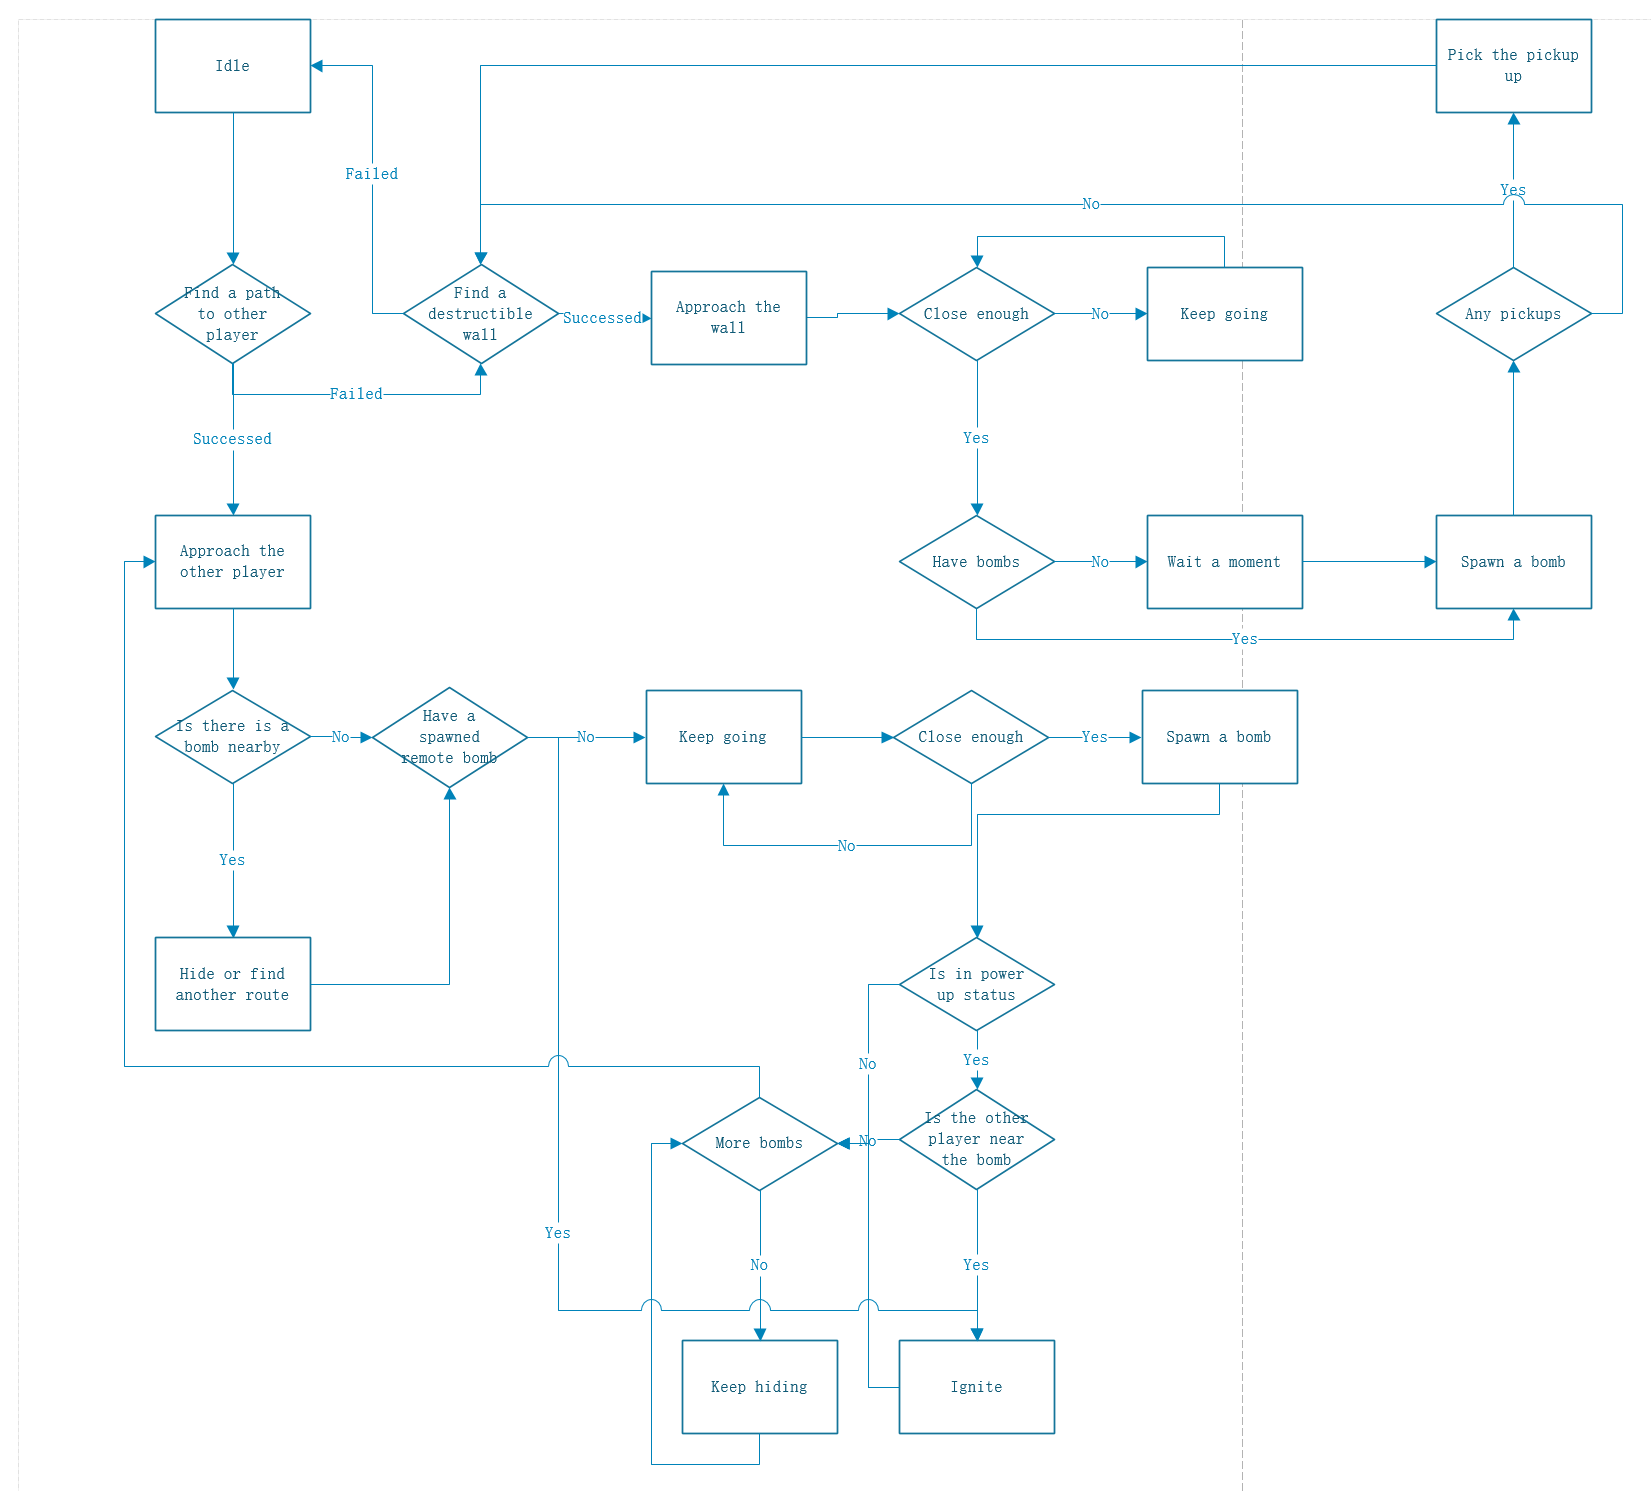 Idle
Pick the pickup
up
Failed
Yes
No
Find a path
to other
player
Find a
destructible
wall
Successed
Approach the
wall
Close enough
No
Keep going
Any pickups
Failed
Successed
Yes
Approach the
other player
Have bombs
No
Wait a moment
Spawn a bomb
Yes
Is there is a
bomb nearby
No
Have a
spawned
remote bomb
No
Keep going
Close enough
Yes
Spawn a bomb
No
Yes
Hide or find
another route
Is in power
up status
No
Yes
More bombs
No
Is the other
player near
the bomb
Yes
No
Yes
Keep hiding
Ignite